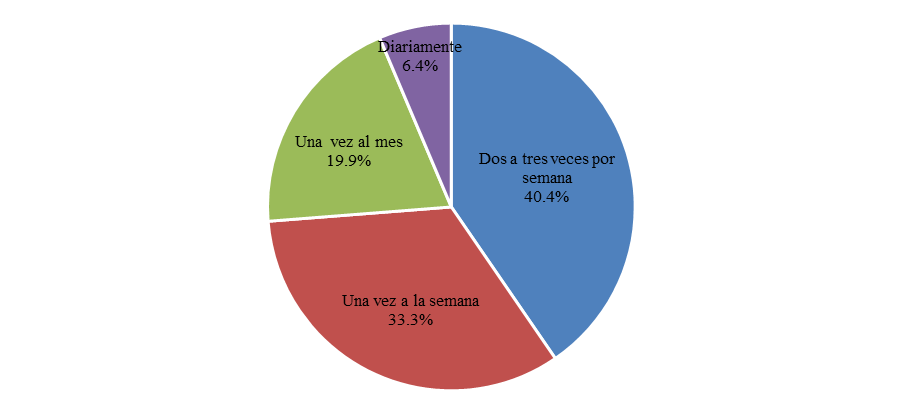 Diariamente
6.4%
Una  vez al mes
19.9%
Dos a tres veces por
semana
40.4%
Una vez a la semana
33.3%